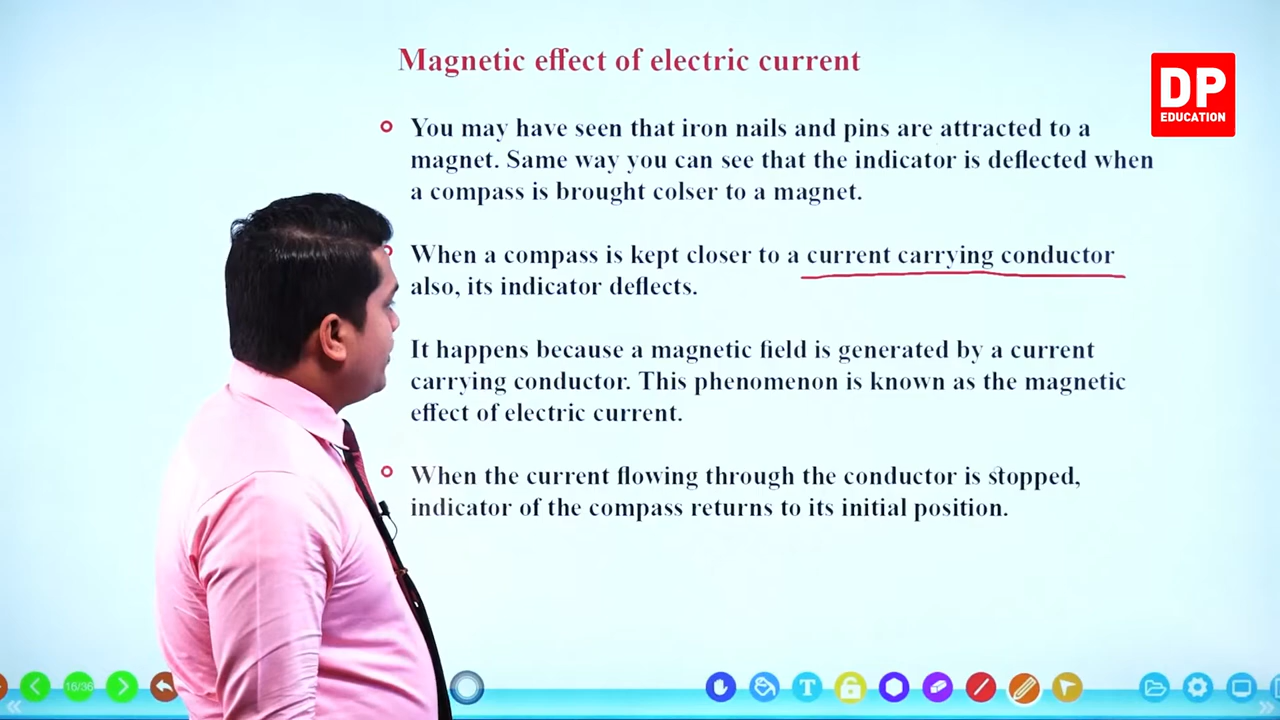 Magnetic effect of electric current
DP
EDUCATION
You may have seen that iron nails and pins are attracted to a
magnet. Same way you can see that the indicator is deflected when
a compass is brought colser to a magnet.
When a compass is kept closer to a current carrying conductor
also, its indicator deflects.
It happens because a magnetic field is generated by a current
carrying conductor. This phenomenon is known as the magnetic
effect of electric current.
When the current flowing through the conductor is stopped,
indicator of the compass returns to its initial position.
16/36
T